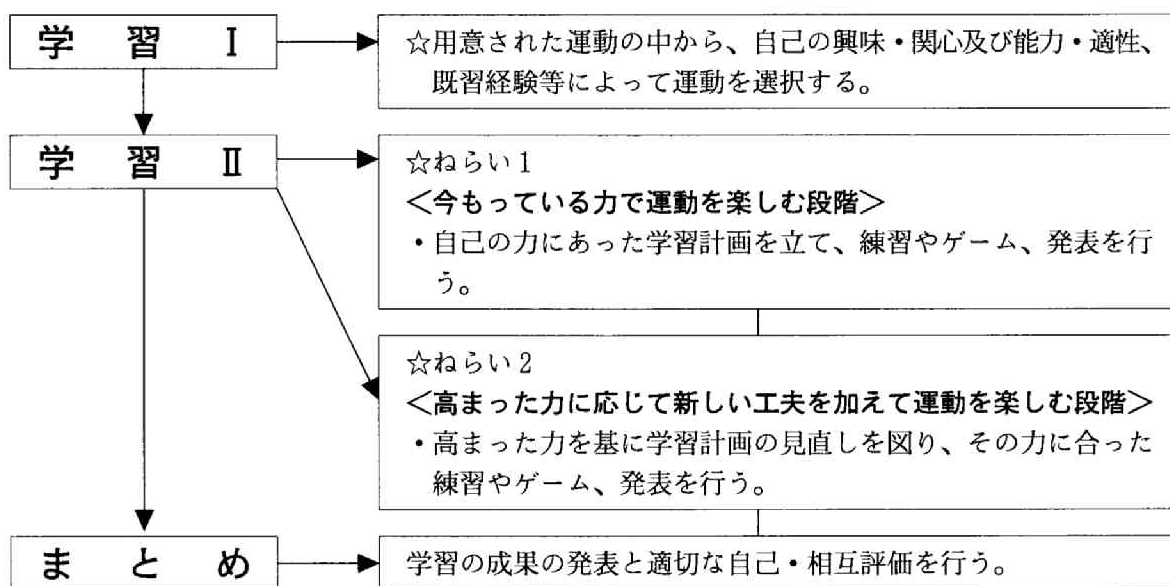 学習Ⅰ
☆用意された運動の中から、自己の興味・関心及び能力・適性、
既習経験等によって運動を選択する。
学習Ⅱ
☆ねらい1
＜今もっている力で運動を楽しむ段階＞
・自己の力にあった学習計画を立て、練習やゲーム、発表を行
う。
☆ねらい2
＜高まった力に応じて新しい工夫を加えて運動を楽しむ段階＞
・高まった力を基に学習計画の見直しを図り、その力に合った
練習やゲーム、発表を行う。
まとめ
学習の成果の発表と適切な自己・相互評価を行う。